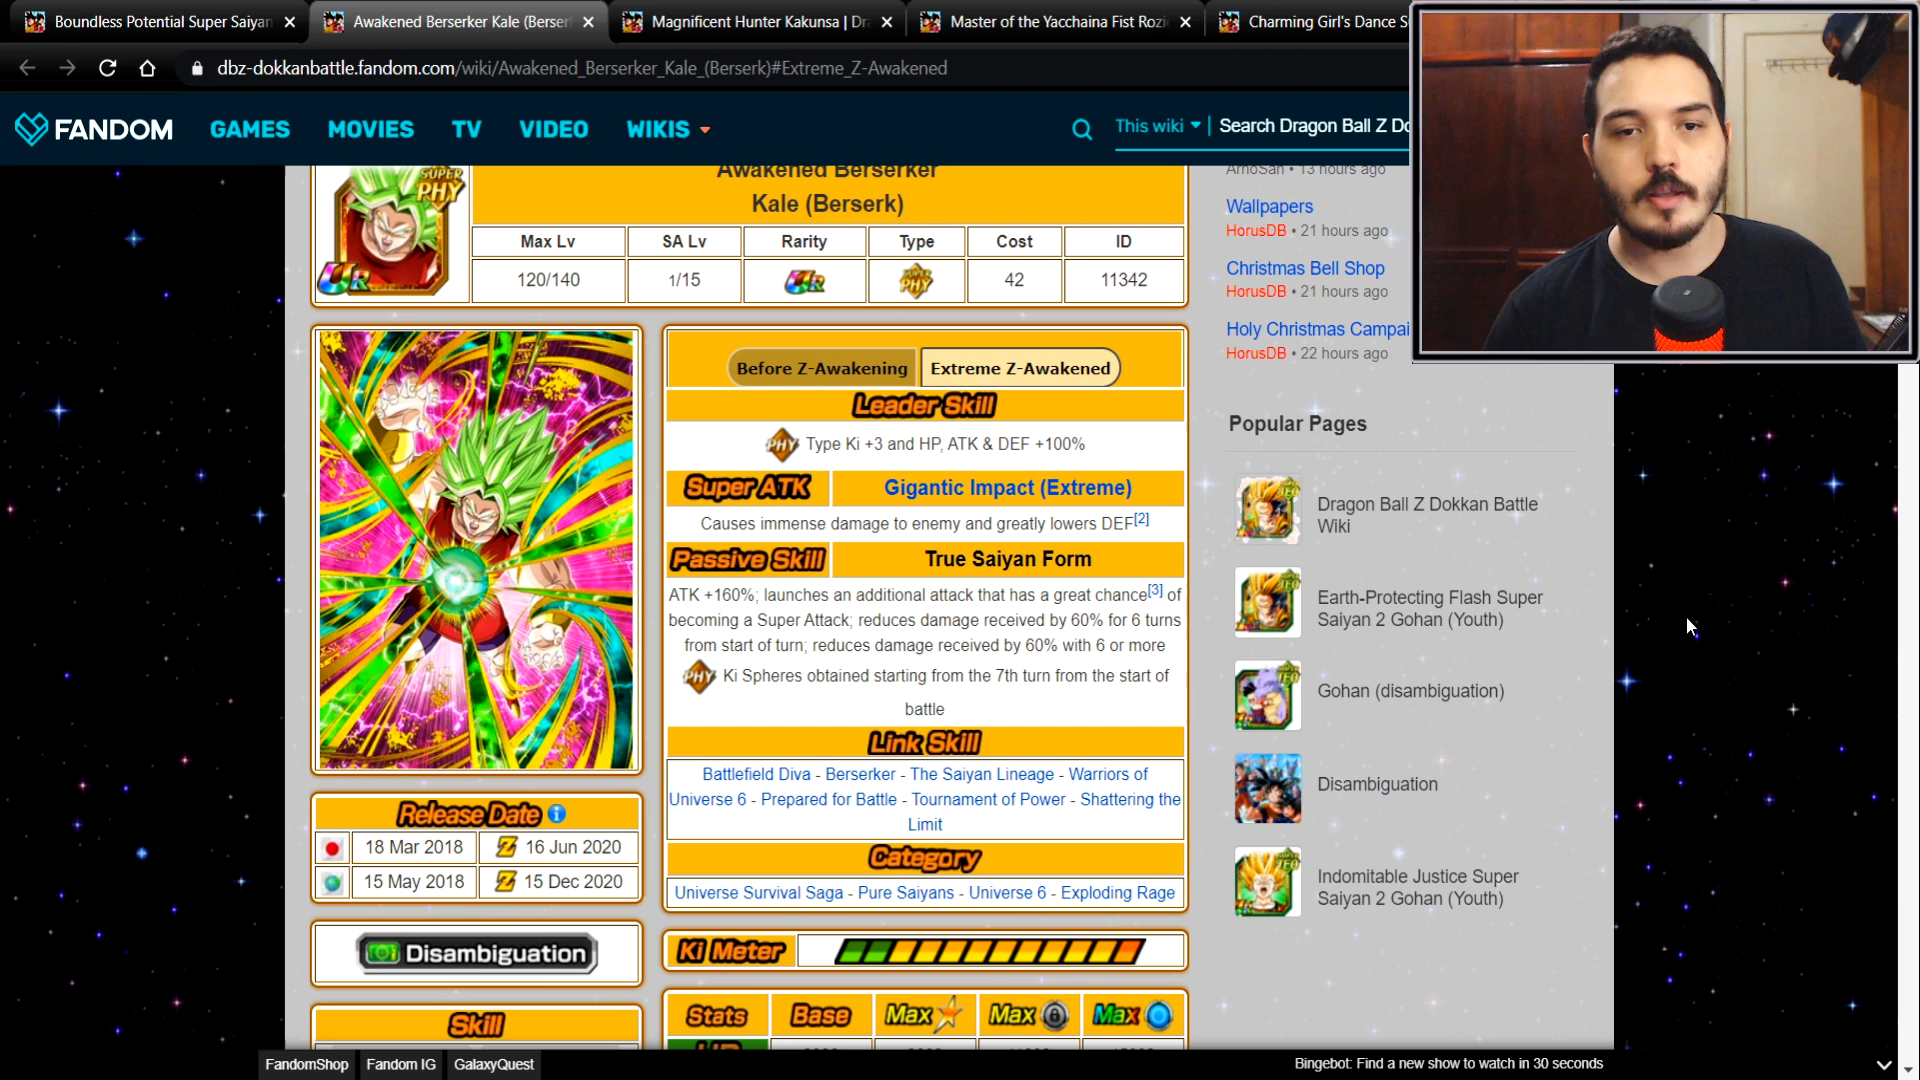 Boundless Potential Super Saiyan
Awakened Berserker Kale (Berser
Magnificent Hunter Kakunsa | Dr
Master of the Yacchaina Fist Rozi
Charming Girl's Dance S
dbz-dokkanbattle.fandom.com/wiki/Awakened_Berserker_Kale_(Berserk)#Extreme_Z-Awakened
FANDOM GAMES MOVIES TV VIDEO WIKIS
This wiki Search Dragon Ball Z Do
SUPER PHY
UR
Awakened Berserker
Kale (Berserk)
Max Lv SA Lv Rarity Type Cost ID
120/140 1/15 UR SUPER PHY 42 11342
Before Z-Awakening Extreme Z-Awakened
Leader Skill
PHY Type Ki +3 and HP, ATK & DEF +100%
Super ATK Gigantic Impact (Extreme)
Causes immense damage to enemy and greatly lowers DEF[2]
Passive Skill True Saiyan Form
ATK +160%; launches an additional attack that has a great chance[3] of
becoming a Super Attack; reduces damage received by 60% for 6 turns
from start of turn; reduces damage received by 60% with 6 or more
PHY Ki Spheres obtained starting from the 7th turn from the start of
battle
Link Skill
Battlefield Diva - Berserker - The Saiyan Lineage - Warriors of
Universe 6 - Prepared for Battle - Tournament of Power - Shattering the
Limit
Category
Universe Survival Saga - Pure Saiyans - Universe 6 - Exploding Rage
Ki Meter
Stats Base Max Max Max
HP
Release Date
18 Mar 2018 Z 16 Jun 2020
15 May 2018 Z 15 Dec 2020
Disambiguation
Skill
ArnoSan • 13 hours ago
Wallpapers
HorusDB • 21 hours ago
Christmas Bell Shop
HorusDB • 21 hours ago
Holy Christmas Campai
HorusDB • 22 hours ago
Popular Pages
Dragon Ball Z Dokkan Battle
Wiki
Earth-Protecting Flash Super
Saiyan 2 Gohan (Youth)
Gohan (disambiguation)
Disambiguation
Indomitable Justice Super
Saiyan 2 Gohan (Youth)
FandomShop Fandom IG GalaxyQuest
Bingebot: Find a new show to watch in 30 seconds